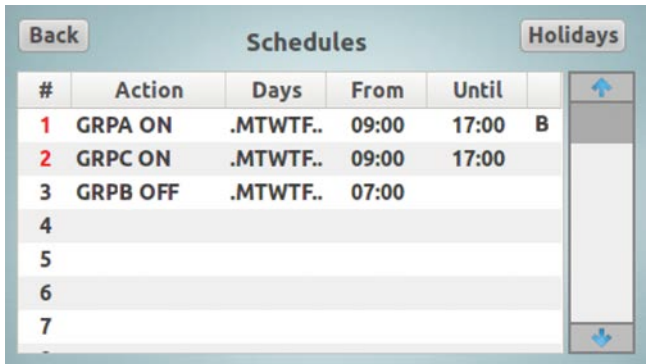 Back Schedules Holidays
# Action Days From Until
1 GRPA ON .MTWTF.. 09:00 17:00 B
2 GRPC ON .MTWTF.. 09:00 17:00
3 GRPB OFF .MTWTF.. 07:00
4
5
6
7